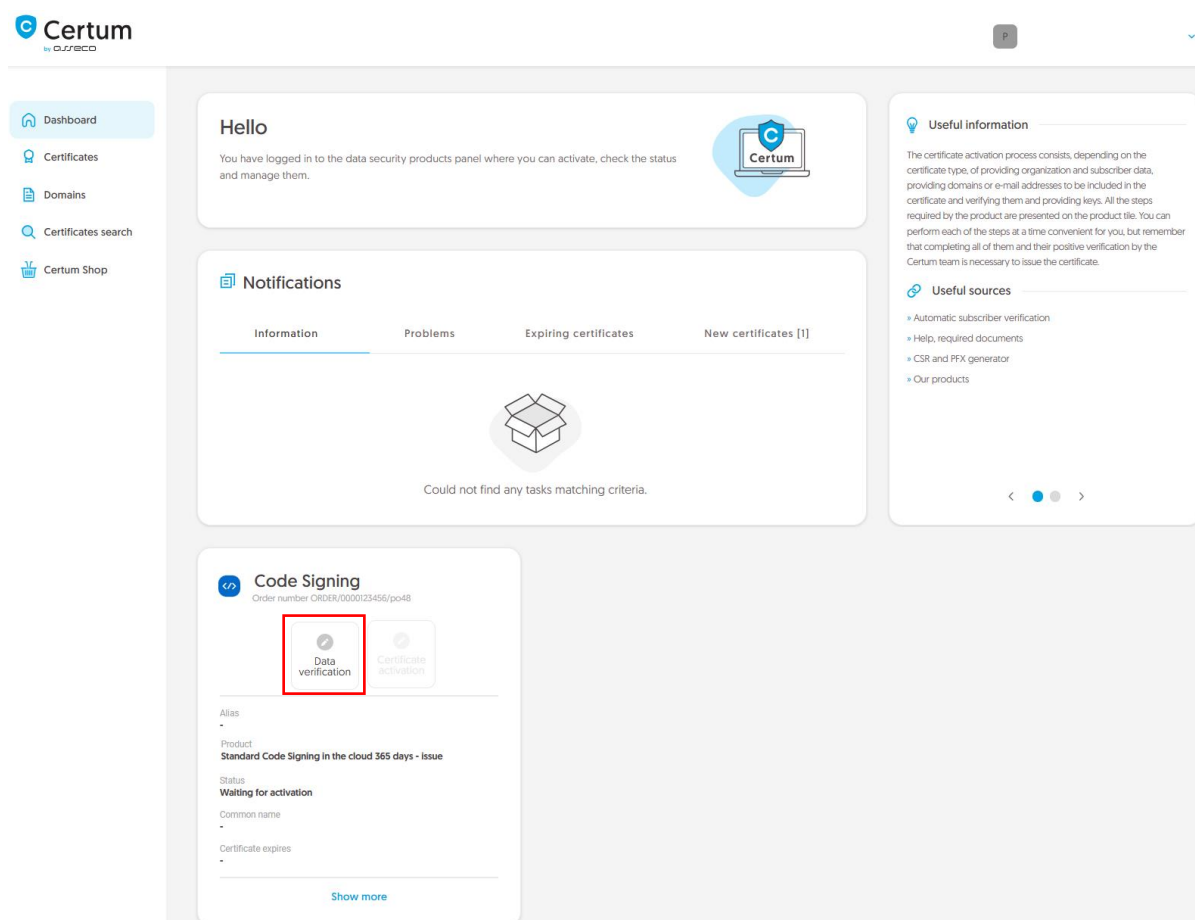 Certum
by asseco
P
Dashboard
Certificates
Domains
Certificates search
Certum Shop
Hello
You have logged in to the data security products panel where you can activate, check the status
and manage them.
Certum
Notifications
Information Problems Expiring certificates New certificates [1]
Could not find any tasks matching criteria.
Useful information
The certificate activation process consists, depending on the
certificate type, of providing organization and subscriber data,
providing domains or e-mail addresses to be included in the
certificate and verifying them and providing keys. All the steps
required by the product are presented on the product tile. You can
perform each of the steps at a time convenient for you, but remember
that completing all of them and their positive verification by the
Certum team is necessary to issue the certificate.
Useful sources
» Automatic subscriber verification
» Help, required documents
» CSR and PFX generator
» Our products
Code Signing
Order number ORDER/0000123456/po48
Data
verification
Certificate
activation
Alias
-
Product
Standard Code Signing in the cloud 365 days - issue
Status
Waiting for activation
Common name
-
Certificate expires
-
Show more